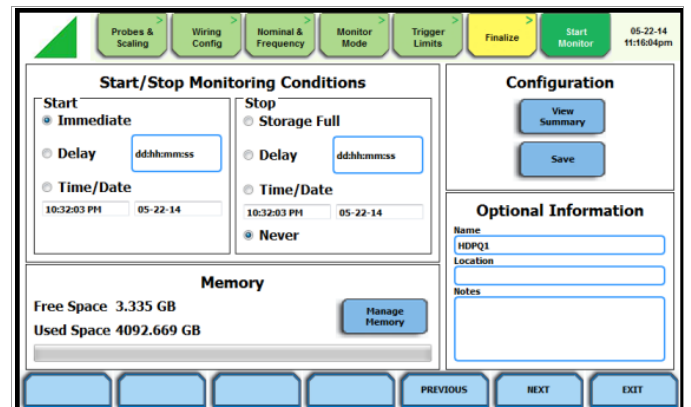 Probes &
Scaling
>
Wiring
Config
>
Nominal &
Frequency
>
Monitor
Mode
>
Trigger
Limits
>
Finalize
>
Start
Monitor
>
05-22-14
11:16:04pm
Start/Stop Monitoring Conditions
Start
Immediate
Delay dd:hh:mm:ss
Time/Date
10:32:03 PM 05-22-14
Stop
Storage Full
Delay dd:hh:mm:ss
Time/Date
10:32:03 PM 05-22-14
Never
Configuration
View
Summary
Save
Memory
Free Space 3.335 GB
Used Space 4092.669 GB
Manage
Memory
Optional Information
Name
HDPQ1
Location
Notes
PREVIOUS NEXT EXIT